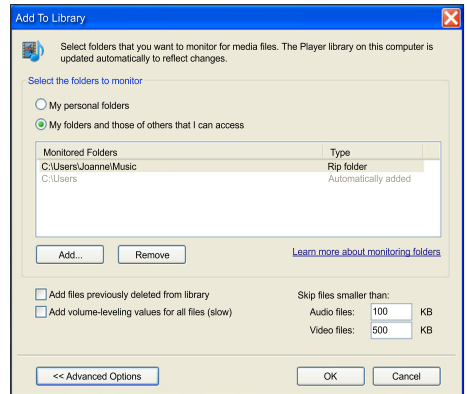 Add To Library
Select folders that you want to monitor for media files. The Player library on this computer is
updated automatically to reflect changes.
Select the folders to monitor
My personal folders
My folders and those of others that I can access
Monitored Folders Type
C:\Users\Joanne\Music Rip folder
C:\Users Automatically added
Add... Remove Learn more about monitoring folders
Add files previously deleted from library Skip files smaller than:
Add volume-leveling values for all files (slow) Audio files: 100 KB
Video files: 500 KB
<< Advanced Options OK Cancel